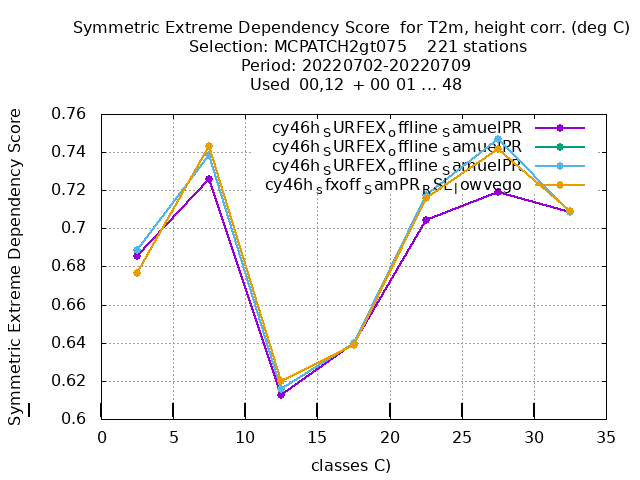 Symmetric Extreme Dependency Score  for T2m, height corr. (deg C)
Selection: MCPATCH2gt075    221 stations
Period: 20220702-20220709
Used  00,12  + 00 01 ... 48
Symmetric Extreme Dependency Score
cy46h_SURFEX_offline_SamuelPR
cy46h_SURFEX_offline_SamuelPR
cy46h_SURFEX_offline_SamuelPR
cy46h_sfxoff_SamPR_RSL_lowvego
0.76
0.74
0.72
0.7
0.68
0.66
0.64
0.62
0.6
0 5 10 15 20 25 30 35
classes C)